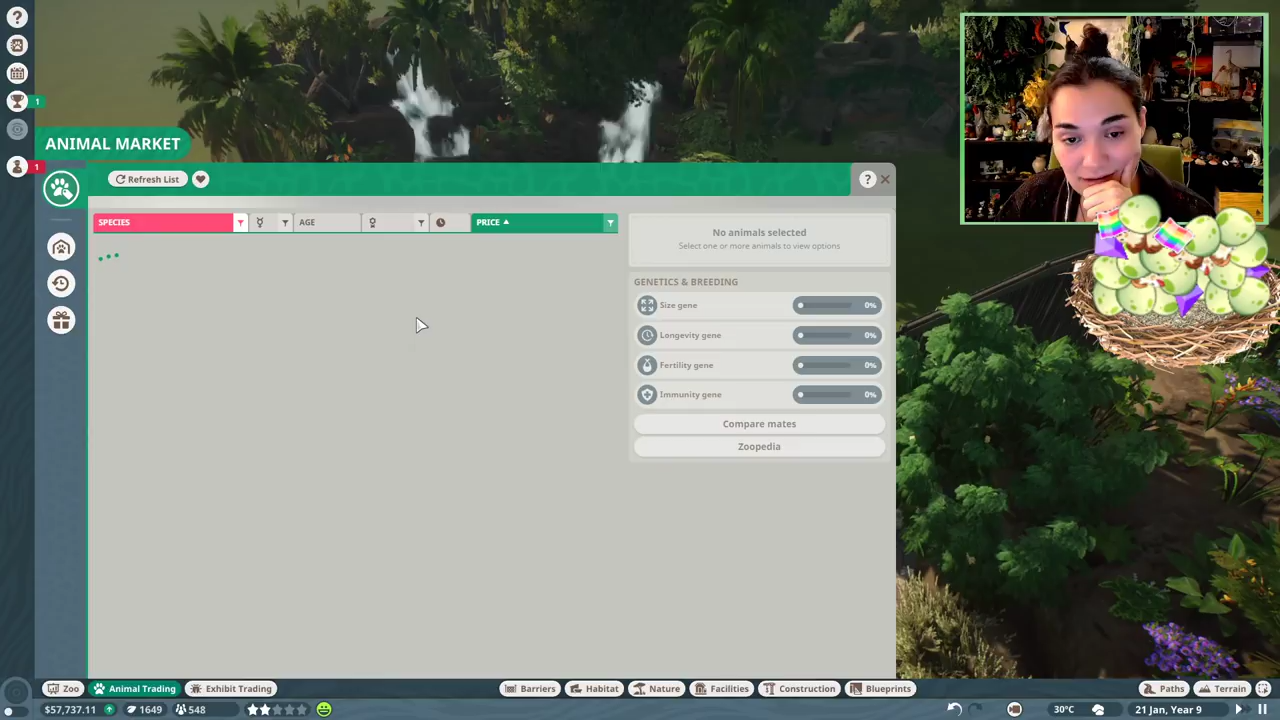 ?
1
ANIMAL MARKET
1
Refresh List
?
SPECIES
AGE
PRICE
No animals selected
Select one or more animals to view options
GENETICS & BREEDING
Size gene
0%
Longevity gene
0%
Fertility gene
0%
Immunity gene
0%
Compare mates
Zoopedia
Zoo
Animal Trading
Exhibit Trading
Barriers
Habitat
Nature
Facilities
Construction
Blueprints
Paths
Terrain
$57,737.11
1649
548
30°C
21 Jan, Year 9